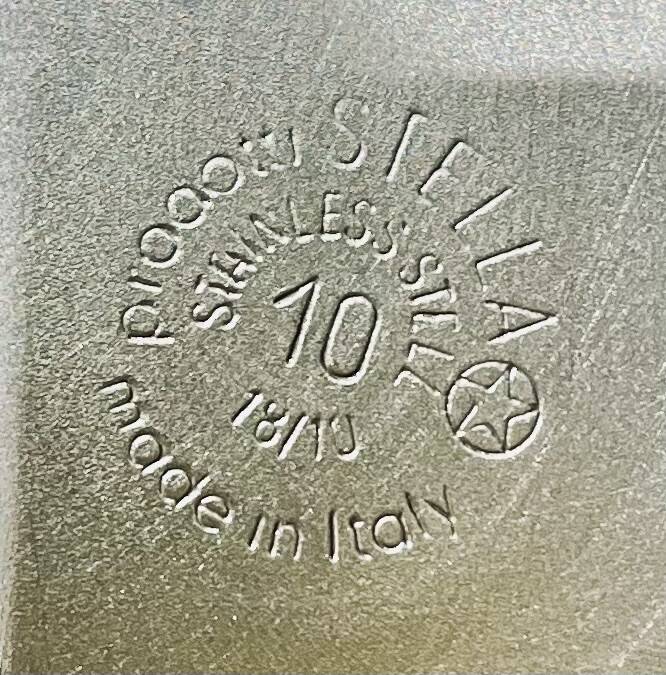 prodotti STELLA
STAINLESS STEEL
10
18/10
made in Italy